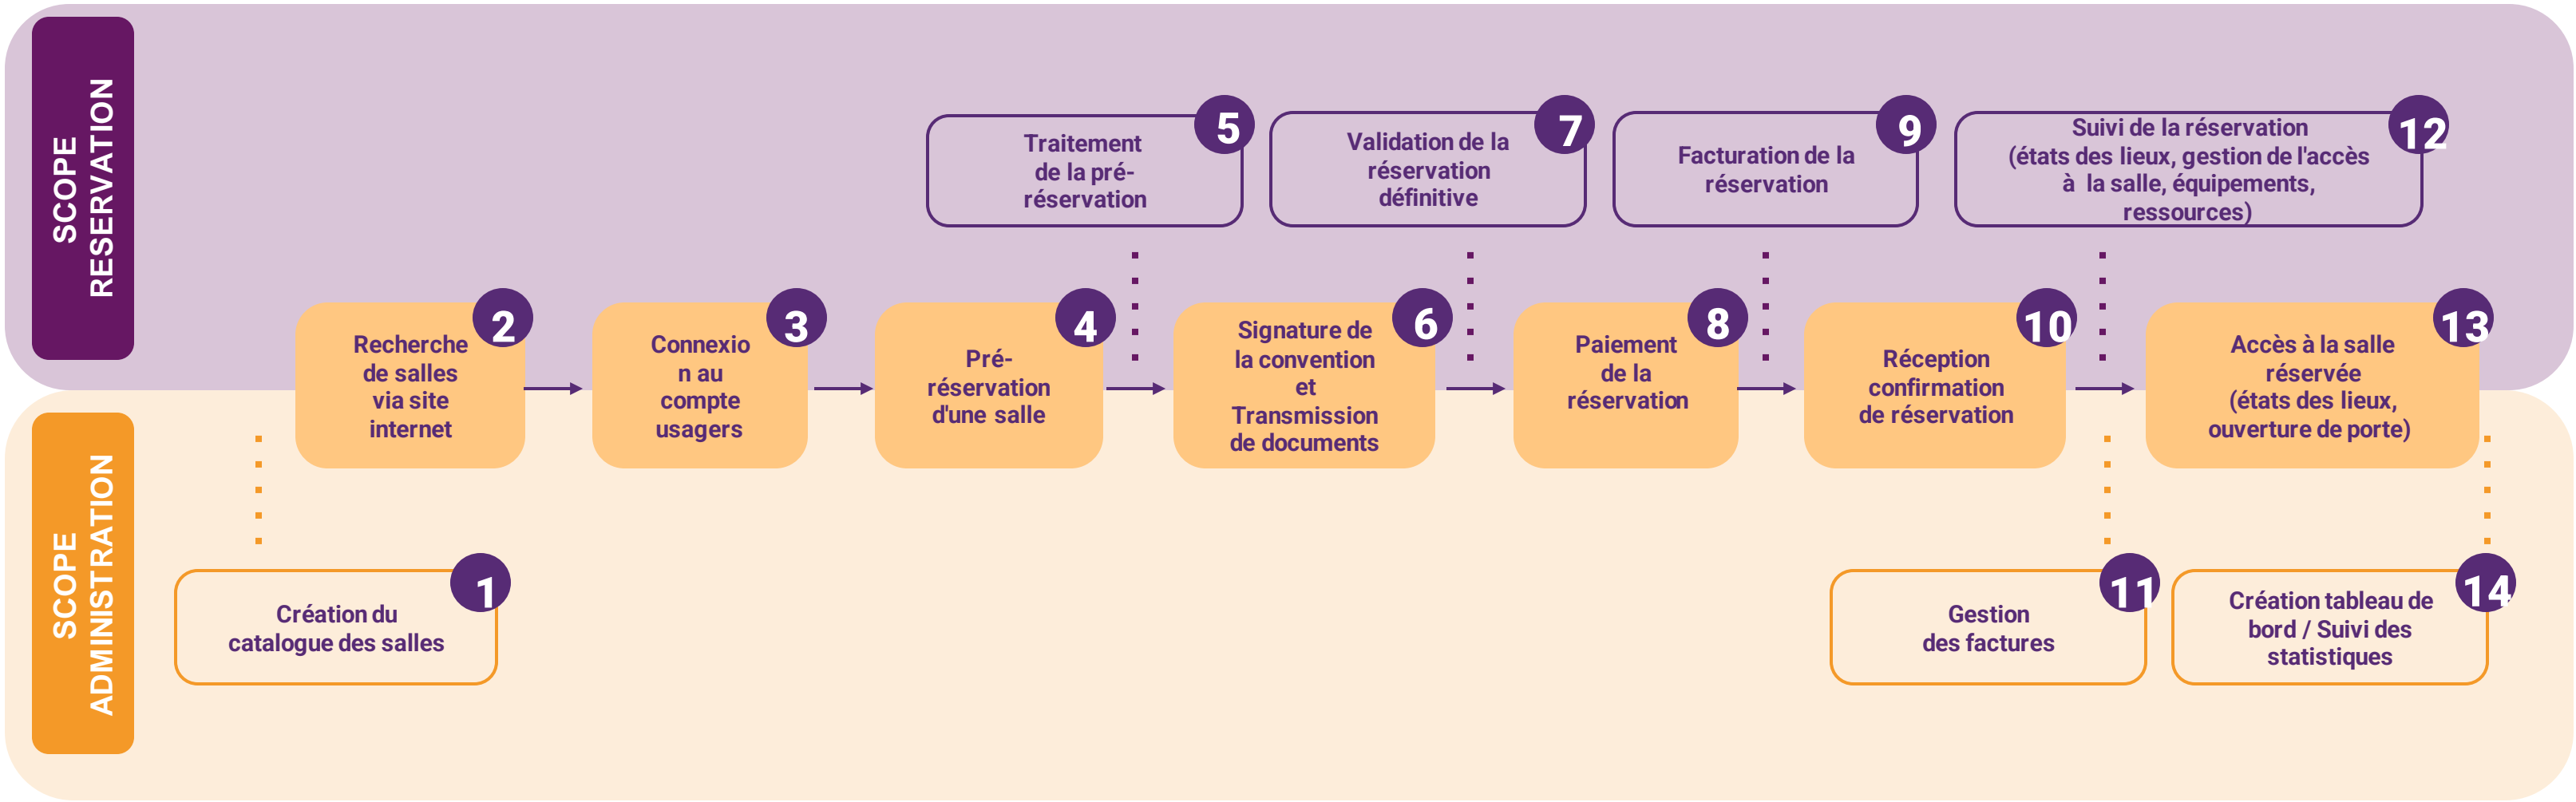 SCOPE
RESERVATION
5
Traitement
de la pré-
réservation
7
Validation de la
réservation
définitive
9
Facturation de la
réservation
12
Suivi de la réservation
(états des lieux, gestion de l'accès
à la salle, équipements,
ressources)
2
Recherche
de salles
via site
internet
3
Connexio
n au
compte
usagers
4
Pré-
réservation
d'une salle
6
Signature de
la convention
et
Transmission
de documents
8
Paiement
de la
réservation
10
Réception
confirmation
de réservation
13
Accès à la salle
réservée
(états des lieux,
ouverture de porte)
SCOPE
ADMINISTRATION
1
Création du
catalogue des salles
11
Gestion
des factures
14
Création tableau de
bord / Suivi des
statistiques